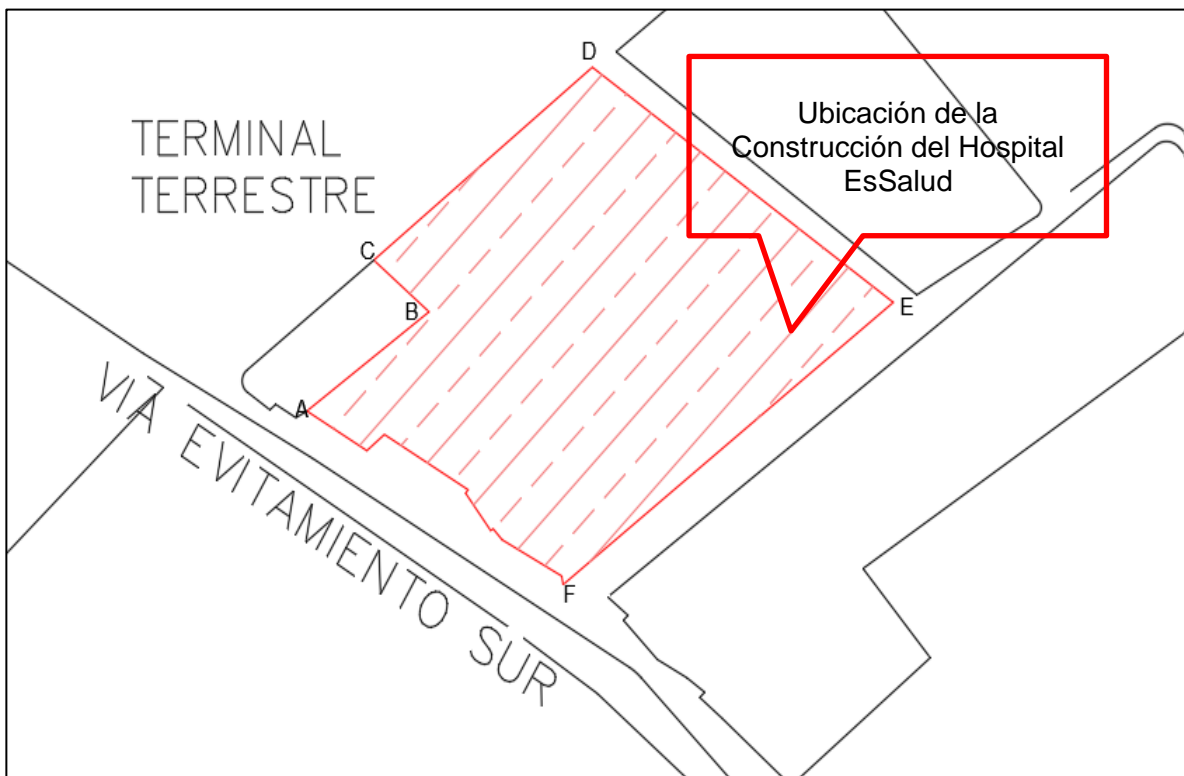 D
Ubicación de la
Construcción del Hospital
EsSalud
TERMINAL
TERRESTRE
C
B
E
A
VIA EVITAMIENTO SUR
F